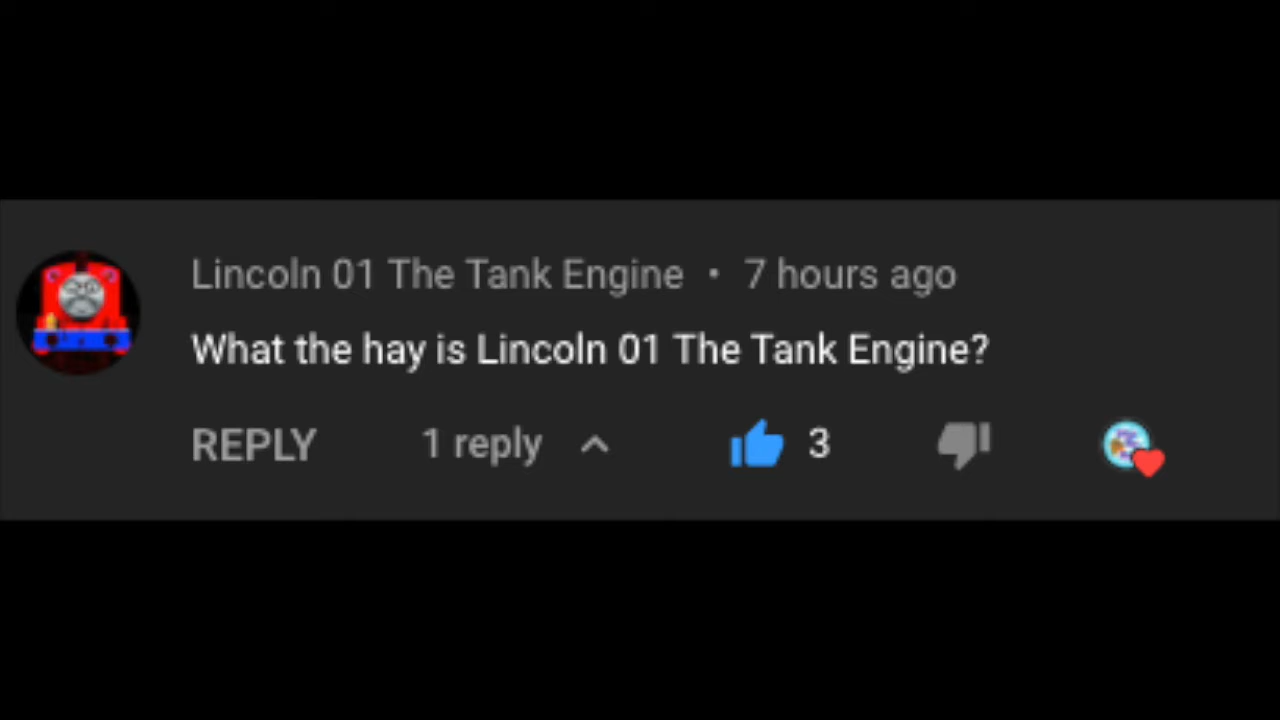 Lincoln 01 The Tank Engine • 7 hours ago
What the hay is Lincoln 01 The Tank Engine?
REPLY 1 reply 3